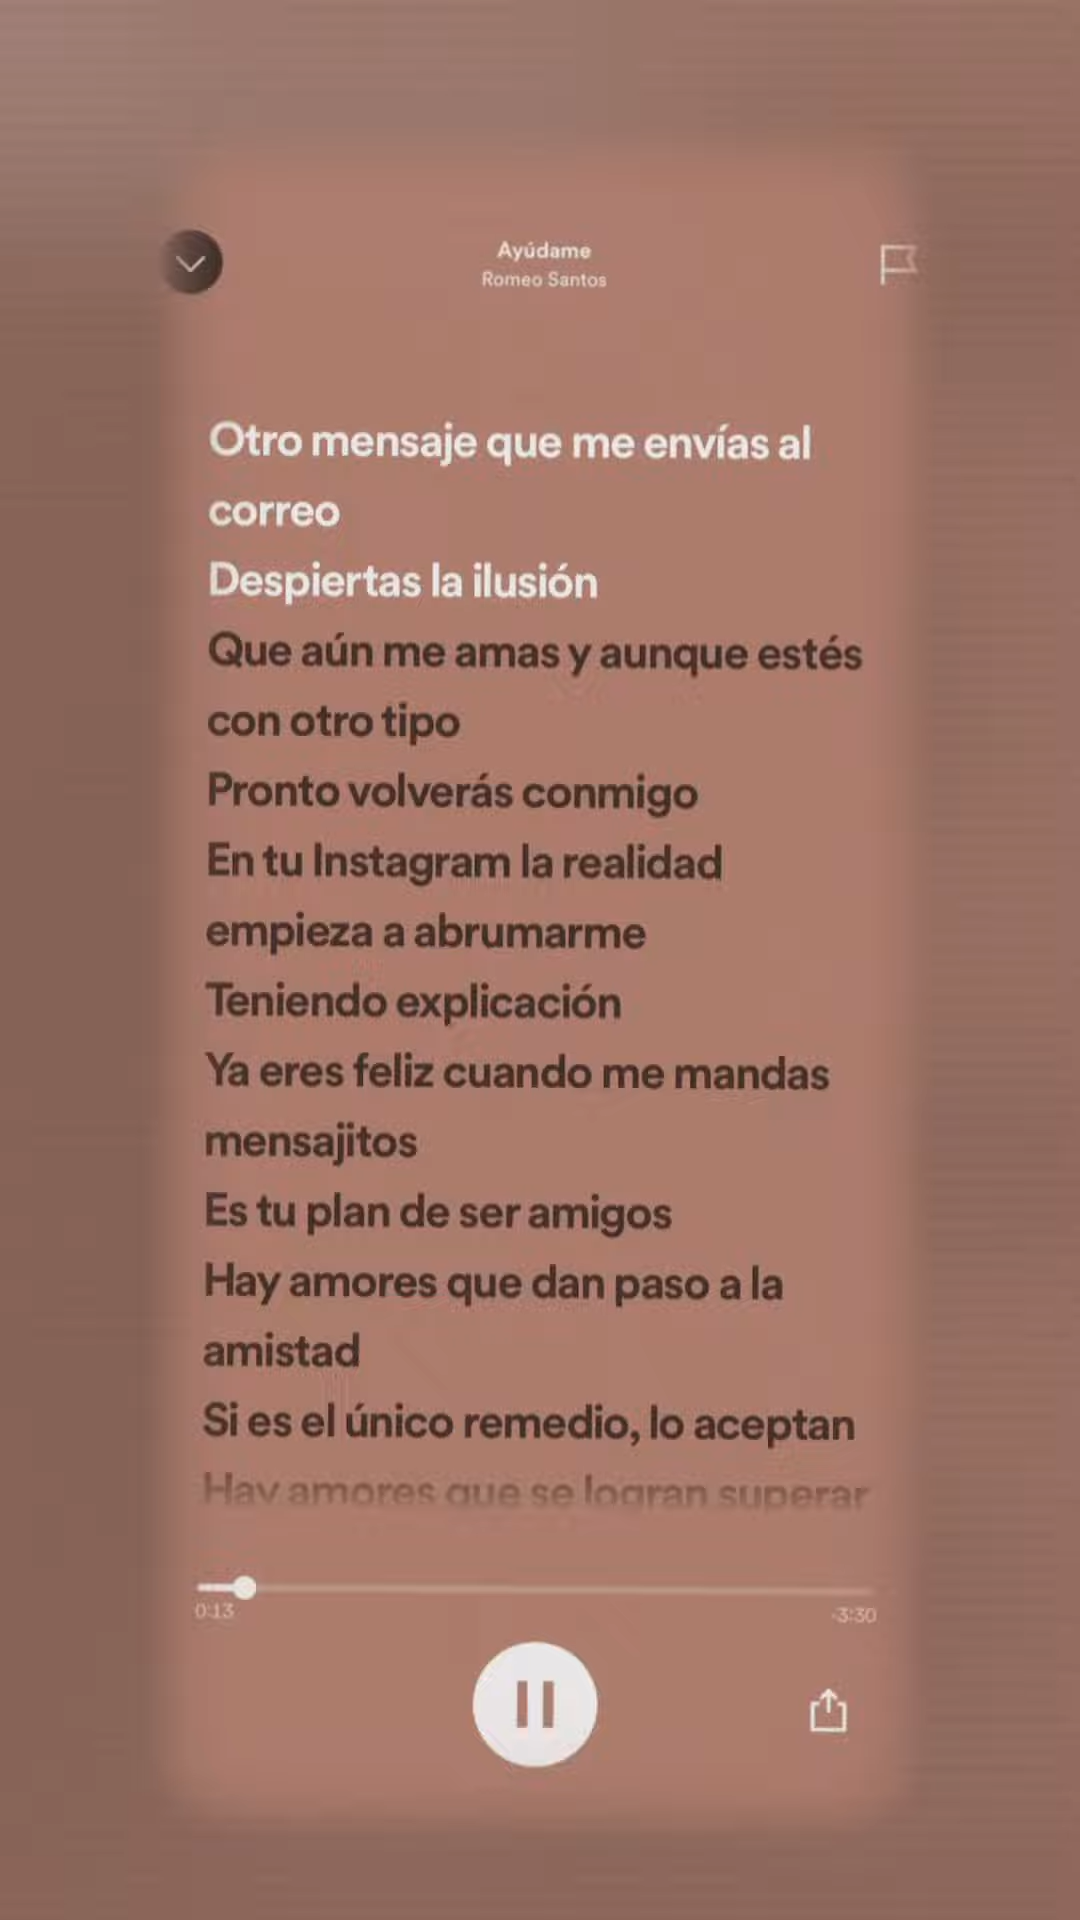 Ayúdame
Romeo Santos
Otro mensaje que me envías al
correo
Despiertas la ilusión
Que aún me amas y aunque estés
con otro tipo
Pronto volverás conmigo
En tu Instagram la realidad
empieza a abrumarme
Teniendo explicación
Ya eres feliz cuando me mandas
mensajitos
Es tu plan de ser amigos
Hay amores que dan paso a la
amistad
Si es el único remedio, lo aceptan
Hay amores que se logran superar
0:13
-3:30